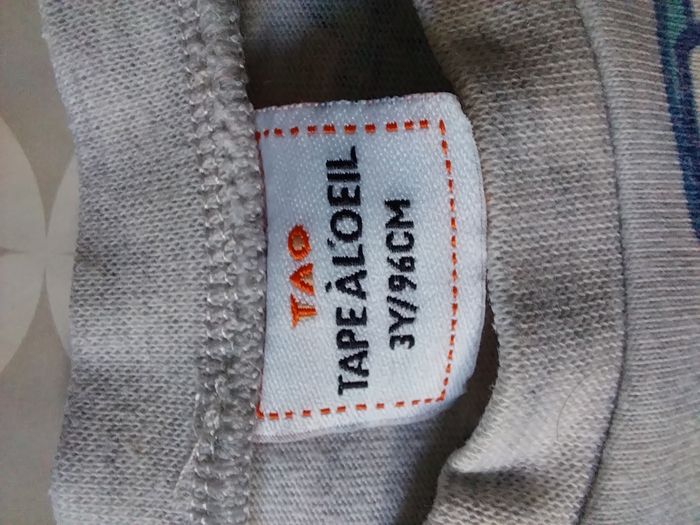 TAO
TAPE À L'OEIL
3Y/96CM